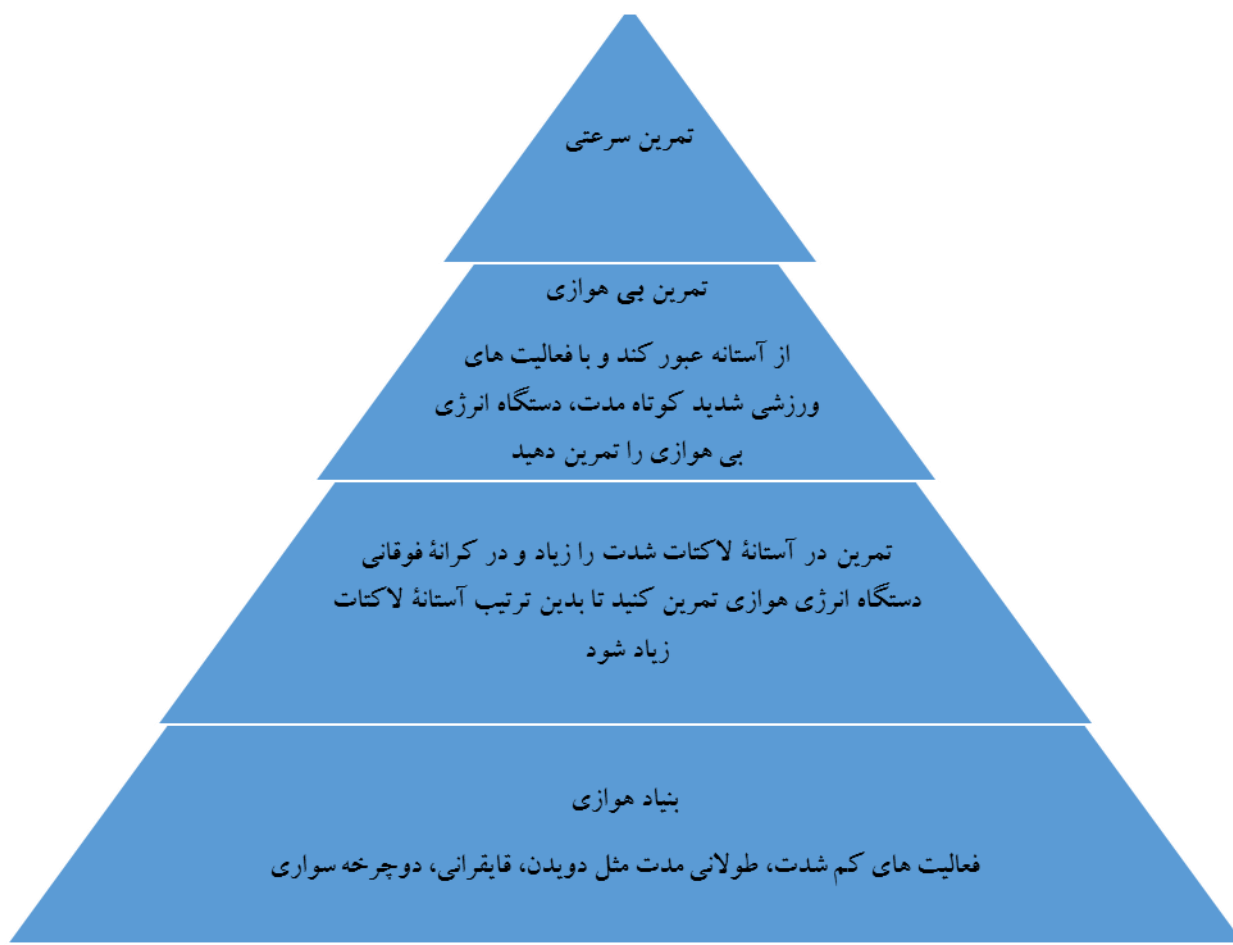 تمرین سرعتی
تمرین بی هوازی
از آستانه عبور کند و با فعالیت های
ورزشی شدید کوتاه مدت، دستگاه انرژی
بی هوازی را تمرین دهید
تمرین در آستانهٔ لاکتات شدت را زیاد و در کرانهٔ فوقانی
دستگاه انرژی هوازی تمرین کنید تا بدین ترتیب آستانهٔ لاکتات
زیاد شود
بنیاد هوازی
فعالیت های کم شدت، طولانی مدت مثل دویدن، قایقرانی، دوچرخه سواری